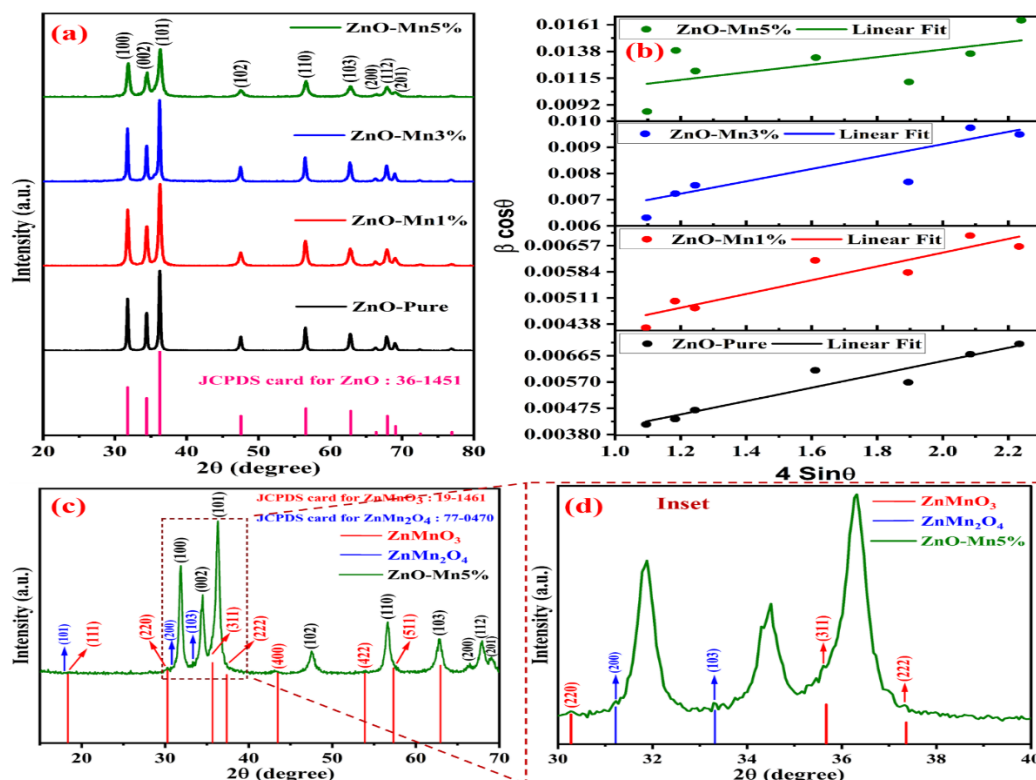 (a)
ZnO-Mn5%
(100)
(002)
(101)
(102)
(110)
(103)
(200)
(112)
(201)
ZnO-Mn3%
ZnO-Mn1%
ZnO-Pure
JCPDS card for ZnO : 36-1451
Intensity (a.u.)
20 30 40 50 60 70 80
2θ (degree)
(b)
ZnO-Mn5% Linear Fit
0.0161
0.0138
0.0115
0.0092
0.010
ZnO-Mn3% Linear Fit
0.009
0.008
0.007
0.006
ZnO-Mn1% Linear Fit
0.00657
0.00584
0.00511
0.00438
ZnO-Pure Linear Fit
0.00665
0.00570
0.00475
0.00380
β cosθ
1.0 1.2 1.4 1.6 1.8 2.0 2.2
4 Sinθ
(c)
JCPDS card for ZnMnO₃ : 19-1461
JCPDS card for ZnMn₂O₄ : 77-0470
ZnMnO₃
ZnMn₂O₄
ZnO-Mn5%
(101)
(111)
(220)
(200)
(100)
(103)
(002)
(101)
(311)
(222)
(400)
(102)
(422)
(110)
(511)
(103)
(200)
(112)
(201)
Intensity (a.u.)
20 30 40 50 60 70
2θ (degree)
(d)
Inset
ZnMnO₃
ZnMn₂O₄
ZnO-Mn5%
(220)
(200)
(103)
(311)
(222)
Intensity (a.u.)
30 32 34 36 38 40
2θ (degree)